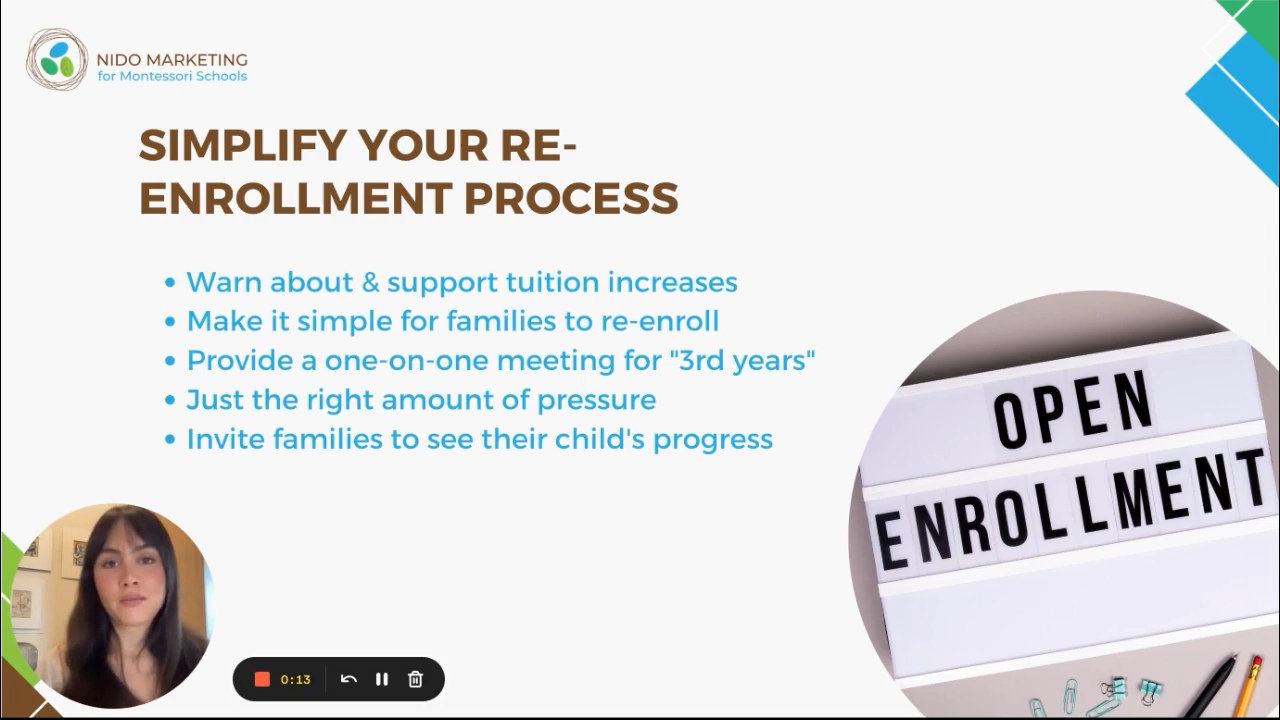 NIDO MARKETING
for Montessori Schools
SIMPLIFY YOUR RE-
ENROLLMENT PROCESS
• Warn about & support tuition increases
• Make it simple for families to re-enroll
• Provide a one-on-one meeting for "3rd years"
• Just the right amount of pressure
• Invite families to see their child's progress
OPEN
ENROLLMENT
0:13